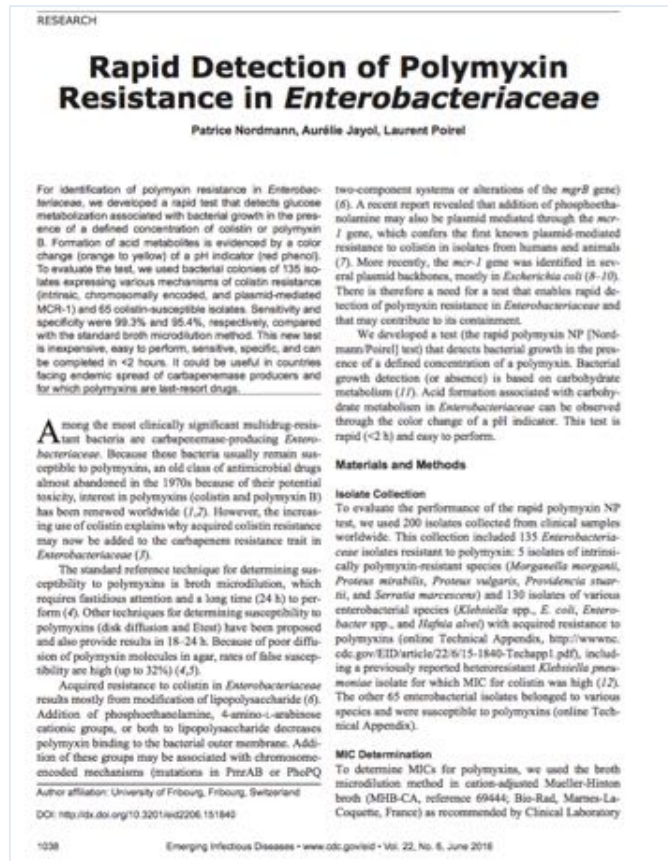 RESEARCH
Rapid Detection of Polymyxin
Resistance in Enterobacteriaceae
Patrice Nordmann, Aurélie Jayol, Laurent Poirel
For identification of polymyxin resistance in Enterobac-
teriaceae, we developed a rapid test that detects glucose
metabolization associated with bacterial growth in the pres-
ence of a defined concentration of colistin or polymyxin
B. Formation of acid metabolites is evidenced by a color
change (orange to yellow) of a pH indicator (red phenol).
To evaluate the test, we used bacterial colonies of 135 iso-
lates expressing various mechanisms of colistin resistance
(intrinsic, chromosomally encoded, and plasmid-mediated
MCR-1) and 65 colistin-susceptible isolates. Sensitivity and
specificity were 99.3% and 95.4%, respectively, compared
with the standard broth microdilution method. This new test
is inexpensive, easy to perform, sensitive, specific, and can
be completed in <2 hours. It could be useful in countries
facing endemic spread of carbapenemase producers and
for which polymyxins are last-resort drugs.
Among the most clinically significant multidrug-resis-
tant bacteria are carbapenemase-producing Entero-
bacteriaceae. Because these bacteria usually remain sus-
ceptible to polymyxins, an old class of antimicrobial drugs
almost abandoned in the 1970s because of their potential
toxicity, interest in polymyxins (colistin and polymyxin B)
has been renewed worldwide (1,2). However, the increas-
ing use of colistin explains why acquired colistin resistance
may now be added to the carbapenem resistance trait in
Enterobacteriaceae (3).
The standard reference technique for determining sus-
ceptibility to polymyxins is broth microdilution, which
requires fastidious attention and a long time (24 h) to per-
form (4). Other techniques for determining susceptibility to
polymyxins (disk diffusion and Etest) have been proposed
and also provide results in 18–24 h. Because of poor diffu-
sion of polymyxin molecules in agar, rates of false suscep-
tibility are high (up to 32%) (4,5).
Acquired resistance to colistin in Enterobacteriaceae
results mostly from modification of lipopolysaccharide (6).
Addition of phosphoethanolamine, 4-amino-L-arabinose
cationic groups, or both to lipopolysaccharide decreases
polymyxin binding to the bacterial outer membrane. Addi-
tion of these groups may be associated with chromosome-
encoded mechanisms (mutations in PmrAB or PhoPQ
Author affiliation: University of Fribourg, Fribourg, Switzerland
DOI: http://dx.doi.org/10.3201/eid2206.151840
two-component systems or alterations of the mgrB gene)
(6). A recent report revealed that addition of phosphoetha-
nolamine may also be plasmid mediated through the mcr-
1 gene, which confers the first known plasmid-mediated
resistance to colistin in isolates from humans and animals
(7). More recently, the mcr-1 gene was identified in sev-
eral plasmid backbones, mostly in Escherichia coli (8–10).
There is therefore a need for a test that enables rapid de-
tection of polymyxin resistance in Enterobacteriaceae and
that may contribute to its containment.
We developed a test (the rapid polymyxin NP [Nord-
mann/Poirel] test) that detects bacterial growth in the pres-
ence of a defined concentration of a polymyxin. Bacterial
growth detection (or absence) is based on carbohydrate
metabolism (11). Acid formation associated with carbohy-
drate metabolism in Enterobacteriaceae can be observed
through the color change of a pH indicator. This test is
rapid (<2 h) and easy to perform.
Materials and Methods
Isolate Collection
To evaluate the performance of the rapid polymyxin NP
test, we used 200 isolates collected from clinical samples
worldwide. This collection included 135 Enterobacteria-
ceae isolates resistant to polymyxin: 5 isolates of intrinsi-
cally polymyxin-resistant species (Morganella morganii,
Proteus mirabilis, Proteus vulgaris, Providencia stuar-
tii, and Serratia marcescens) and 130 isolates of various
enterobacterial species (Klebsiella spp., E. coli, Entero-
bacter spp., and Hafnia alvei) with acquired resistance to
polymyxins (online Technical Appendix, http://wwwnc.
cdc.gov/EID/article/22/6/15-1840-Techapp1.pdf), includ-
ing a previously reported heteroresistant Klebsiella pneu-
moniae isolate for which MIC for colistin was high (12).
The other 65 enterobacterial isolates belonged to various
species and were susceptible to polymyxins (online Tech-
nical Appendix).
MIC Determination
To determine MICs for polymyxins, we used the broth
microdilution method in cation-adjusted Mueller-Hinton
broth (MHB-CA, reference 69444; Bio-Rad, Marnes-La-
Coquette, France) as recommended by Clinical Laboratory
1038
Emerging Infectious Diseases • www.cdc.gov/eid • Vol. 22, No. 6, June 2016